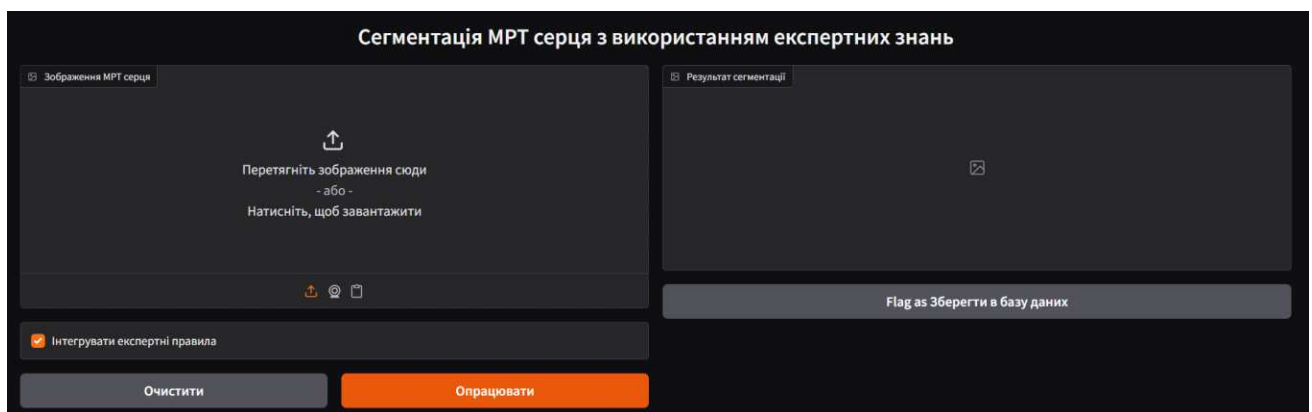 Сегментація МРТ серця з використанням експертних знань
Зображення МРТ серця
Перетягніть зображення сюди
- або -
Натисніть, щоб завантажити
Інтегрувати експертні правила
Очистити
Опрацювати
Результат сегментації
Flag as Зберегти в базу даних